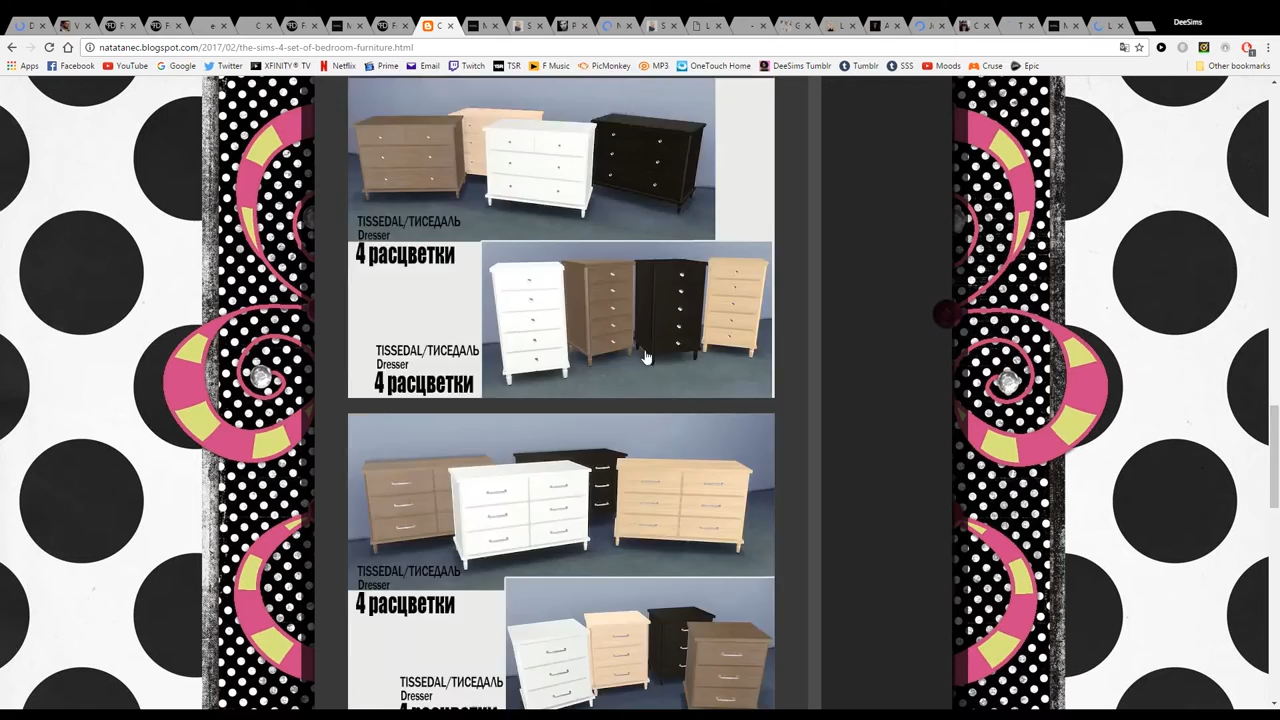 DeeSims
natatanec.blogspot.com/2017/02/the-sims-4-set-of-bedroom-furniture.html
Apps Facebook YouTube Google Twitter XFINITY® TV Netflix Prime Email Twitch TSR F Music PicMonkey MP3 OneTouch Home DeeSims Tumblr Tumblr SSS Moods Cruse Epic Other bookmarks
TISSEDAL/ТИСЕДАЛЬ
Dresser
4 расцветки
TISSEDAL/ТИСЕДАЛЬ
Dresser
4 расцветки
TISSEDAL/ТИСЕДАЛЬ
Dresser
4 расцветки
TISSEDAL/ТИСЕДАЛЬ
Dresser